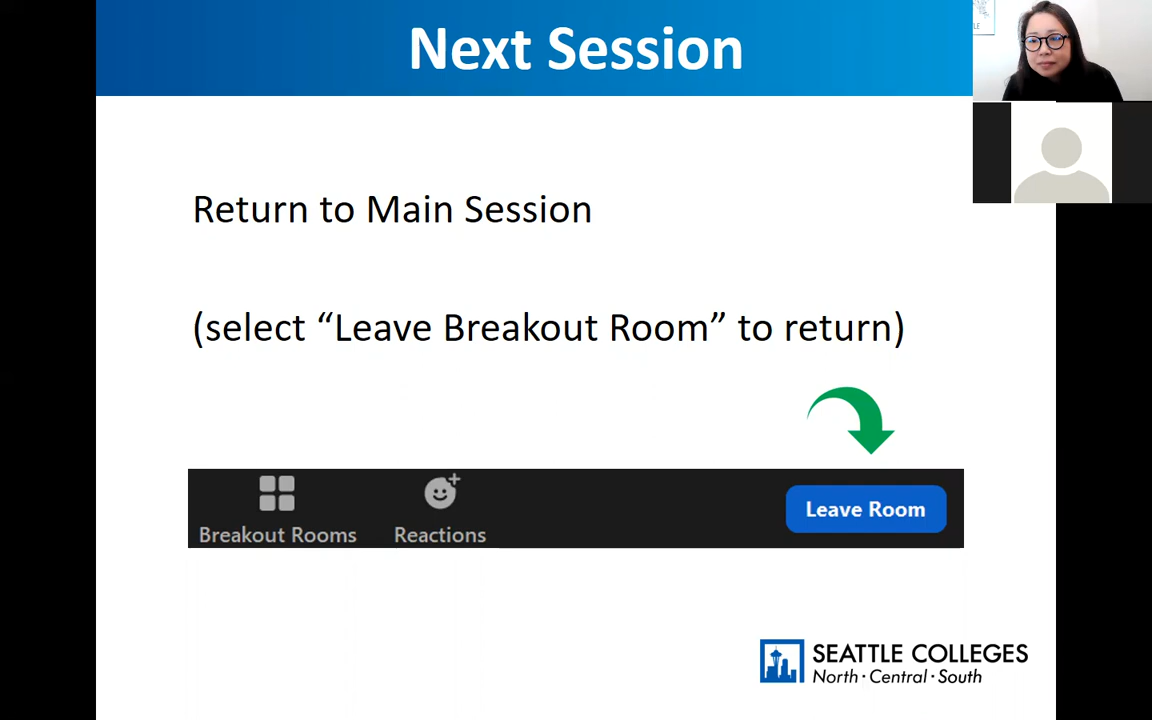 Next Session
Return to Main Session
(select “Leave Breakout Room” to return)
Breakout Rooms
Reactions
Leave Room
SEATTLE COLLEGES
North·Central·South